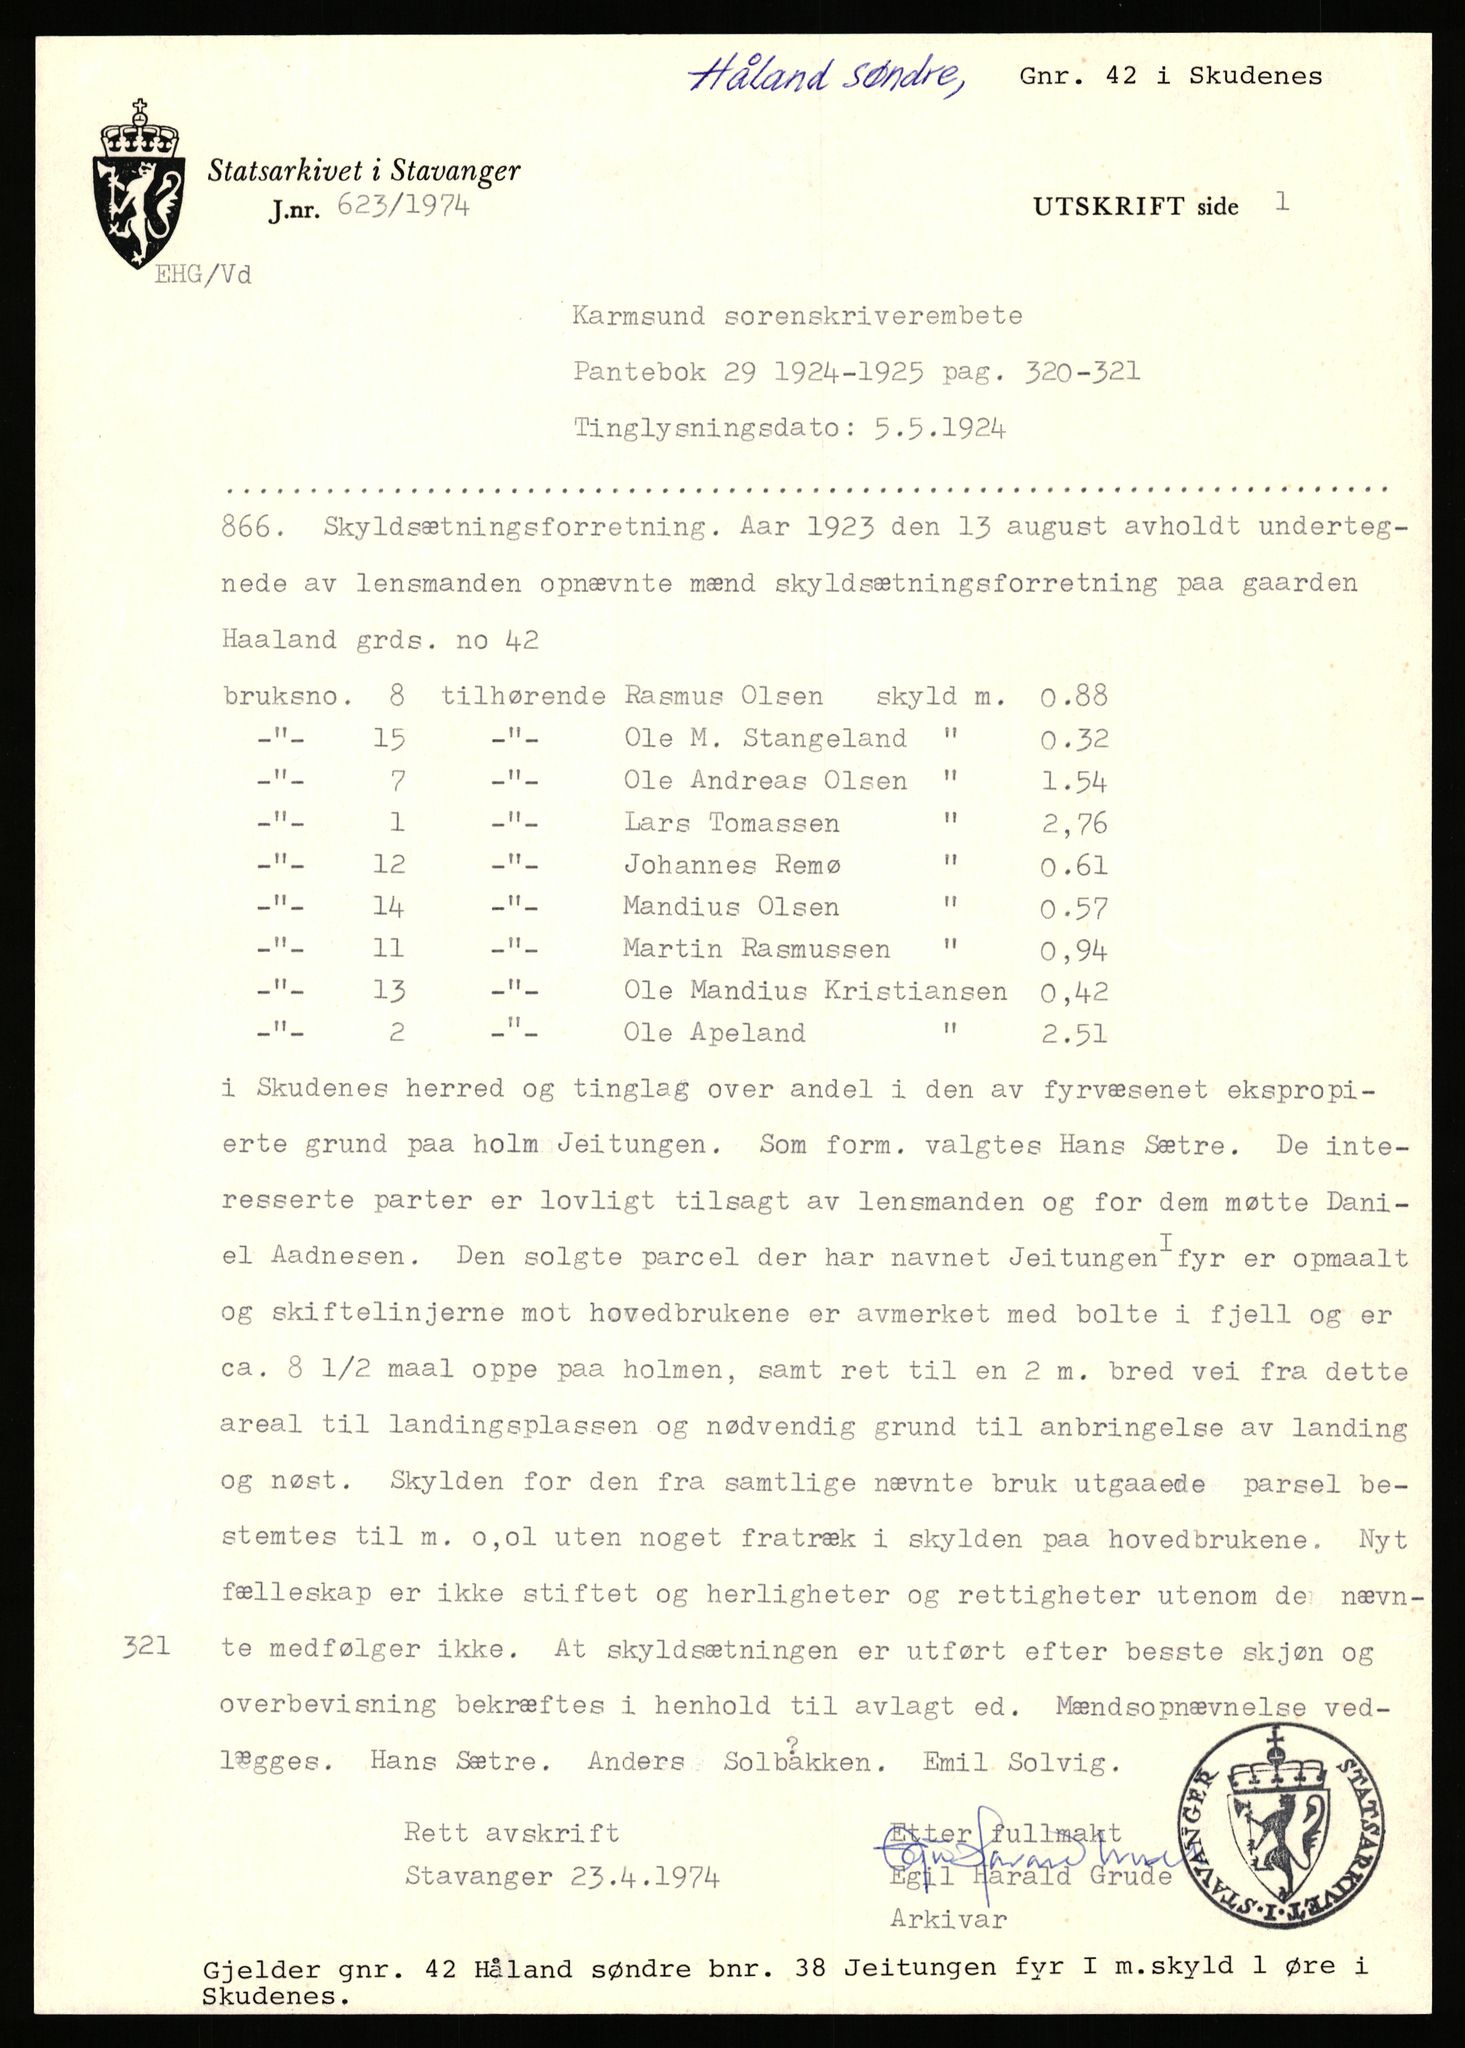 Håland søndre, Gnr. 42 i Skudenes
Statsarkivet i Stavanger
J.nr. 623/1974
UTSKRIFT side 1
EHG/Vd
Karmsund sorenskriverembete
Pantebok 29 1924-1925 pag. 320-321
Tinglysningsdato: 5.5.1924
866. Skyldsætningsforretning. Aar 1923 den 13 august avholdt underteg-
nede av lensmanden opnævnte mænd skyldsætningsforretning paa gaarden
Haaland grds. no 42
bruksno. 8 tilhørende Rasmus Olsen skyld m. 0.88
-"- 15 -"- Ole M. Stangeland " 0.32
-"- 7 -"- Ole Andreas Olsen " 1.54
-"- 1 -"- Lars Tomassen " 2,76
-"- 12 -"- Johannes Remø " 0.61
-"- 14 -"- Mandius Olsen " 0.57
-"- 11 -"- Martin Rasmussen " 0,94
-"- 13 -"- Ole Mandius Kristiansen 0,42
-"- 2 -"- Ole Apeland " 2.51
i Skudenes herred og tinglag over andel i den av fyrvæsenet ekspropi-
erte grund paa holm Jeitungen. Som form. valgtes Hans Sætre. De inte-
resserte parter er lovligt tilsagt av lensmanden og for dem møtte Dani-
el Aadnesen. Den solgte parcel der har navnet Jeitungen I fyr er opmaalt
og skiftelinjerne mot hovedbrukene er avmerket med bolte i fjell og er
ca. 8 1/2 maal oppe paa holmen, samt ret til en 2 m. bred vei fra dette
areal til landingsplassen og nødvendig grund til anbringelse av landing
og nøst. Skylden for den fra samtlige nævnte bruk utgaaede parsel be-
stemtes til m. o,ol uten noget fratræk i skylden paa hovedbrukene. Nyt
fælleskap er ikke stiftet og herligheter og rettigheter utenom de nævn-
321 te medfølger ikke. At skyldsætningen er utført efter besste skjøn og
overbevisning bekræftes i henhold til avlagt ed. Mændsopnævnelse ved-
lægges. Hans Sætre. Anders Solbåkken?. Emil Solvig.
Rett avskrift
Stavanger 23.4.1974
Etter fullmakt
Egil Harald Grude
Egil Harald Grude
Arkivar
STATSARKIVET·I·STAVANGER
Gjelder gnr. 42 Håland søndre bnr. 38 Jeitungen fyr I m.skyld 1 øre i
Skudenes.